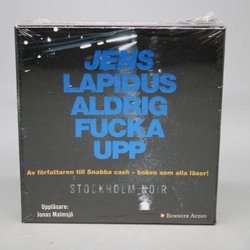 JENS
LAPIDUS
ALDRIG
FUCKA
UPP
Av författaren till Snabba cash – boken som alla läser!
STOCKHOLM NOIR
Uppläsare:
Jonas Malmsjö
BONNIER AUDIO